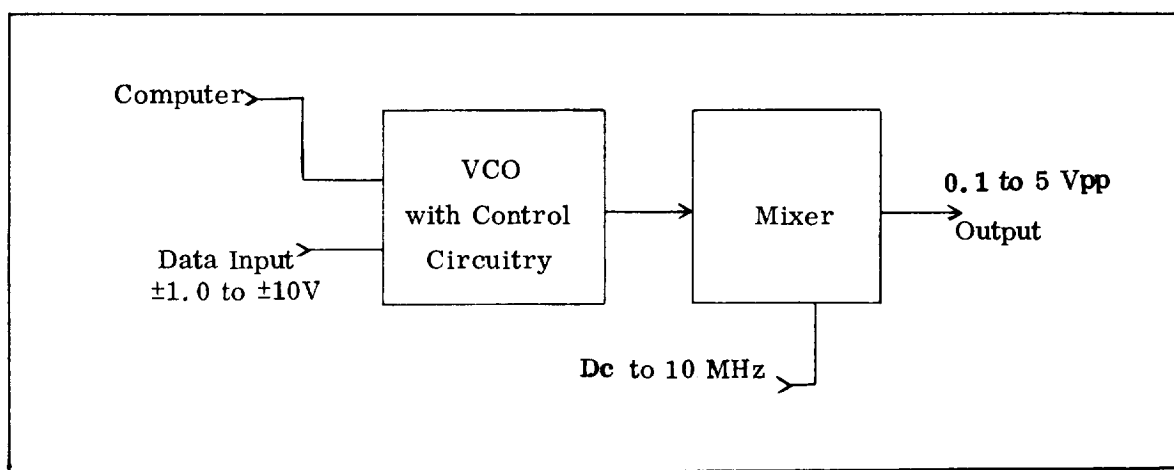 Computer
VCO
with Control
Circuitry
Data Input
±1.0 to ±10V
Mixer
0.1 to 5 Vpp
Output
Dc to 10 MHz